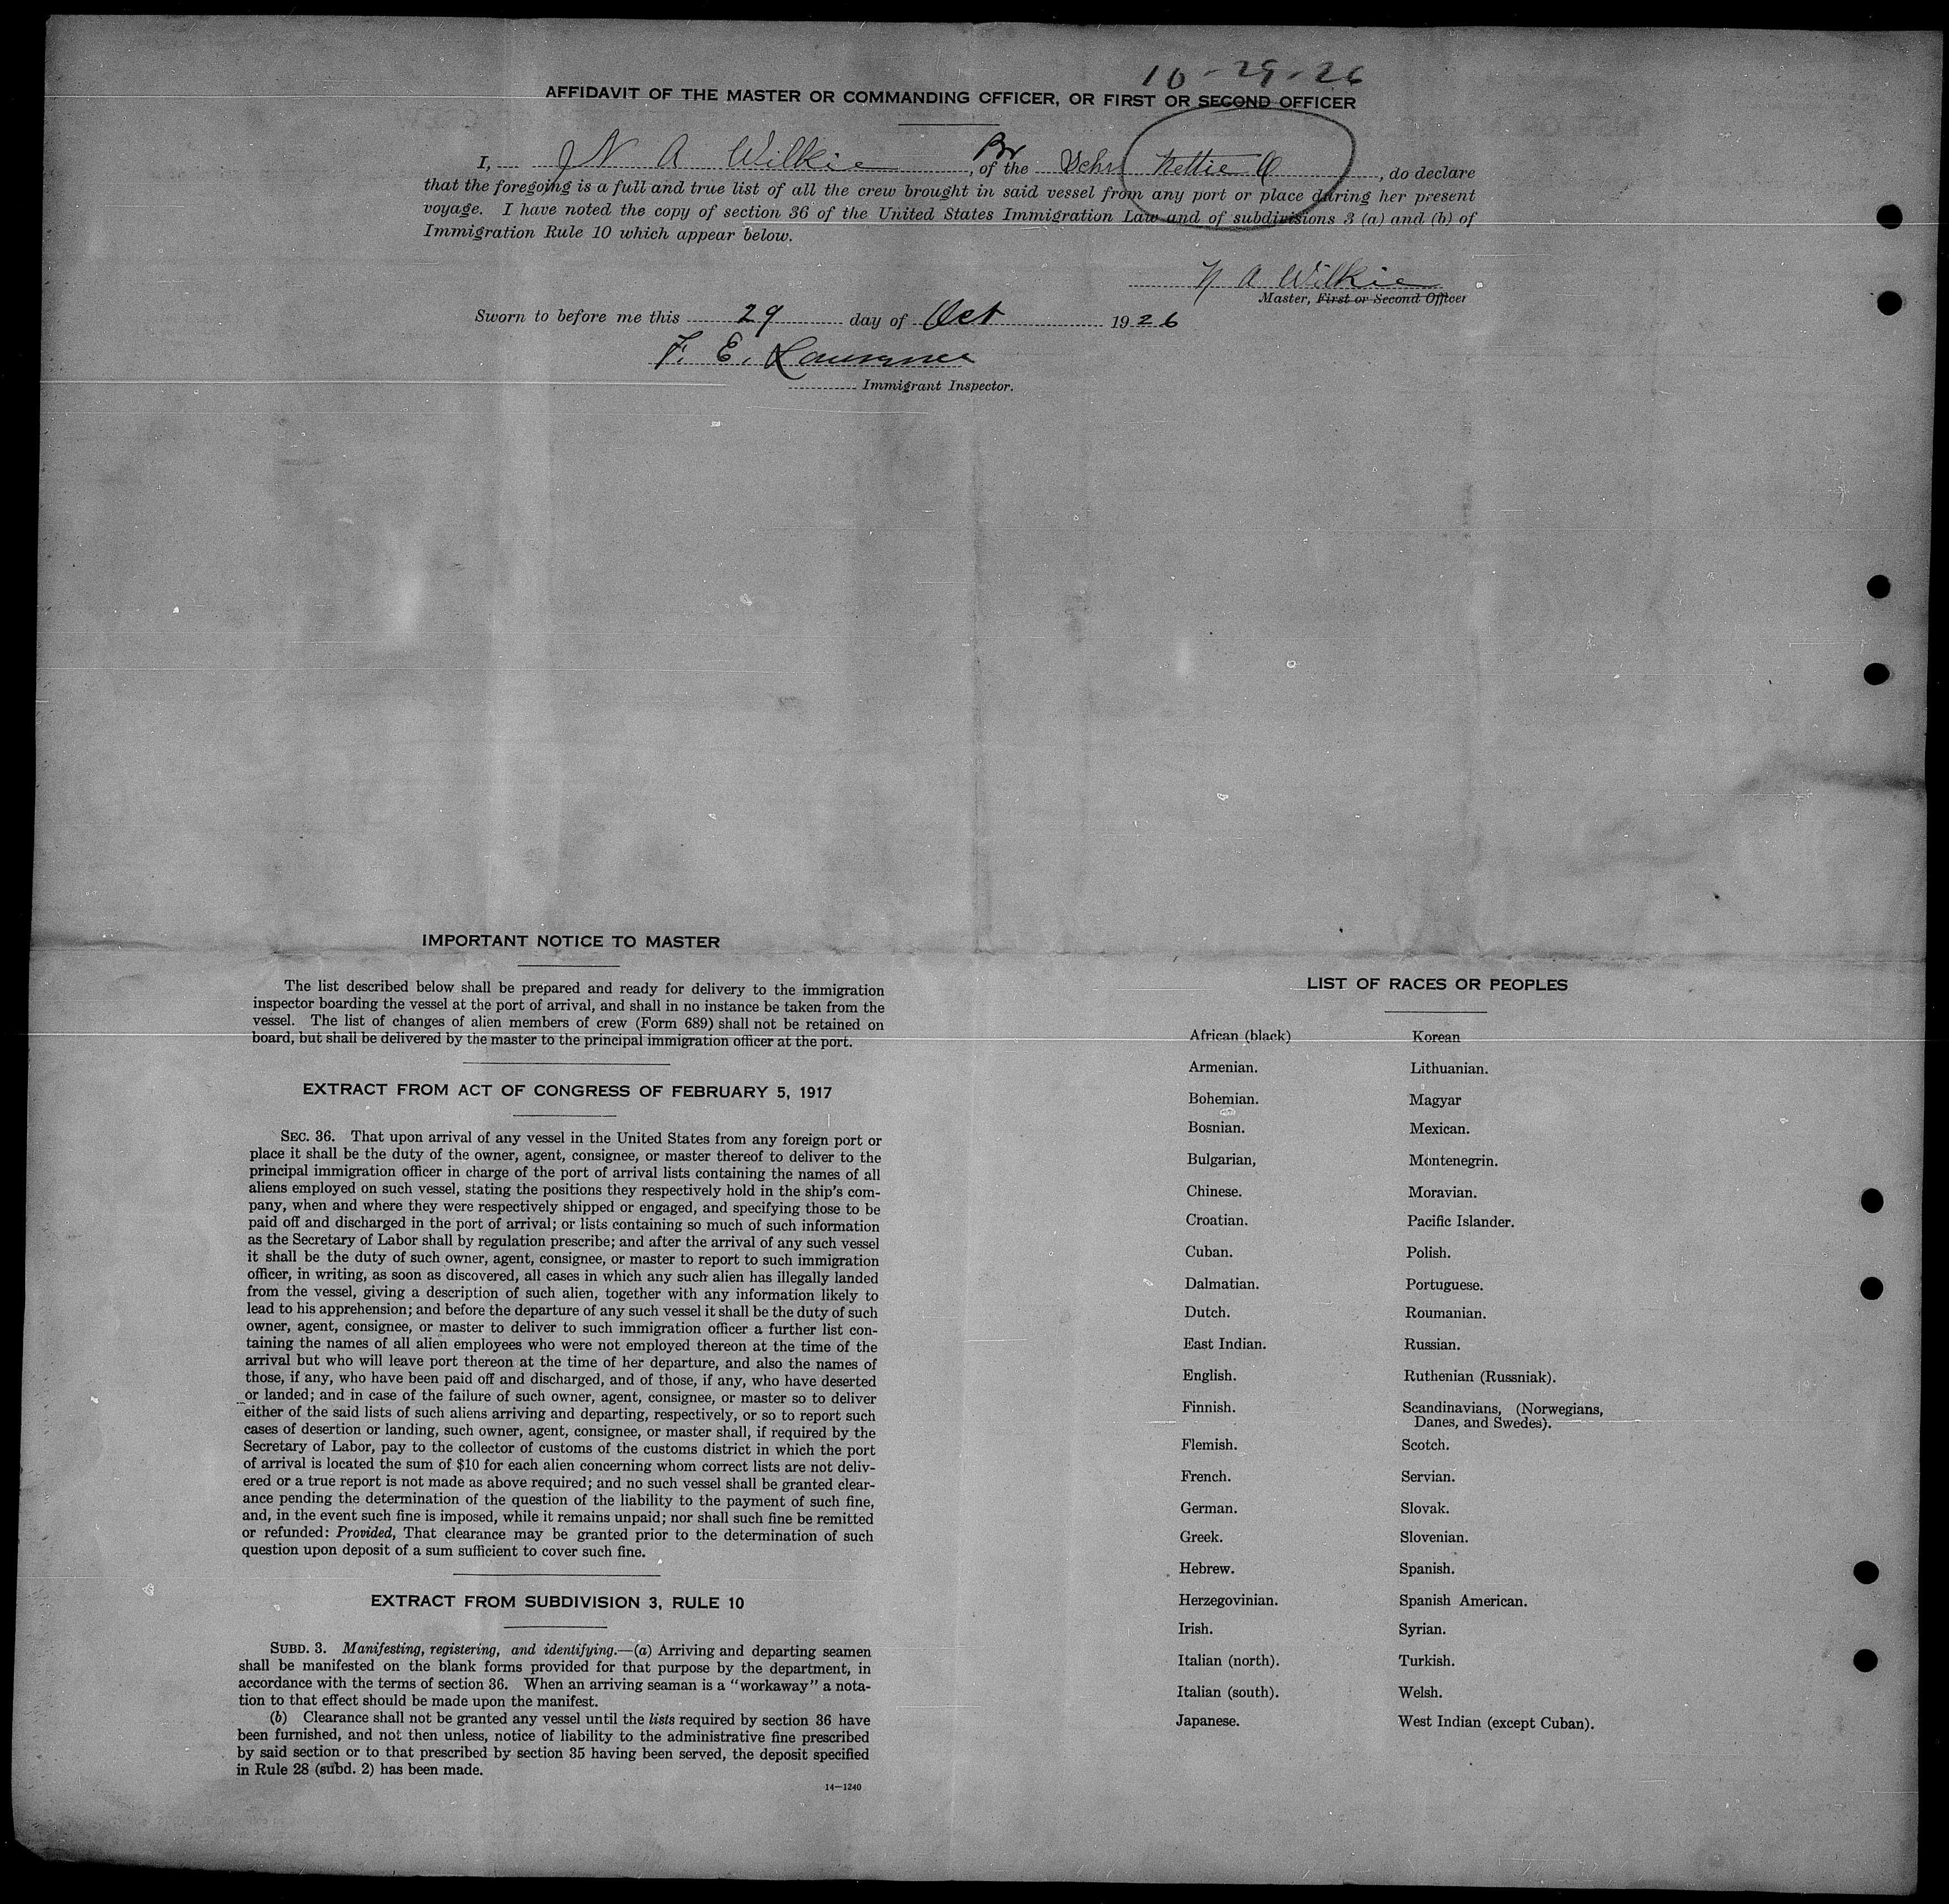 10-29-26
AFFIDAVIT OF THE MASTER OR COMMANDING OFFICER, OR FIRST OR SECOND OFFICER
I, N A Wilkie, of the Br Schr Nettie C, do declare
that the foregoing is a full and true list of all the crew brought in said vessel from any port or place during her present
voyage. I have noted the copy of section 36 of the United States Immigration Law and of subdivisions 3 (a) and (b) of
Immigration Rule 10 which appear below.
N A Wilkie
Master, First or Second Officer
Sworn to before me this 29 day of Oct 1926
F. E. Lawrence
Immigrant Inspector.
IMPORTANT NOTICE TO MASTER
The list described below shall be prepared and ready for delivery to the immigration
inspector boarding the vessel at the port of arrival, and shall in no instance be taken from the
vessel. The list of changes of alien members of crew (Form 689) shall not be retained on
board, but shall be delivered by the master to the principal immigration officer at the port.
EXTRACT FROM ACT OF CONGRESS OF FEBRUARY 5, 1917
SEC. 36. That upon arrival of any vessel in the United States from any foreign port or
place it shall be the duty of the owner, agent, consignee, or master thereof to deliver to the
principal immigration officer in charge of the port of arrival lists containing the names of all
aliens employed on such vessel, stating the positions they respectively hold in the ship's com-
pany, when and where they were respectively shipped or engaged, and specifying those to be
paid off and discharged in the port of arrival; or lists containing so much of such information
as the Secretary of Labor shall by regulation prescribe; and after the arrival of any such vessel
it shall be the duty of such owner, agent, consignee, or master to report to such immigration
officer, in writing, as soon as discovered, all cases in which any such alien has illegally landed
from the vessel, giving a description of such alien, together with any information likely to
lead to his apprehension; and before the departure of any such vessel it shall be the duty of such
owner, agent, consignee, or master to deliver to such immigration officer a further list con-
taining the names of all alien employees who were not employed thereon at the time of the
arrival but who will leave port thereon at the time of her departure, and also the names of
those, if any, who have been paid off and discharged, and of those, if any, who have deserted
or landed; and in case of the failure of such owner, agent, consignee, or master so to deliver
either of the said lists of such aliens arriving and departing, respectively, or so to report such
cases of desertion or landing, such owner, agent, consignee, or master shall, if required by the
Secretary of Labor, pay to the collector of customs of the customs district in which the port
of arrival is located the sum of $10 for each alien concerning whom correct lists are not deliv-
ered or a true report is not made as above required; and no such vessel shall be granted clear-
ance pending the determination of the question of the liability to the payment of such fine,
and, in the event such fine is imposed, while it remains unpaid; nor shall such fine be remitted
or refunded: Provided, That clearance may be granted prior to the determination of such
question upon deposit of a sum sufficient to cover such fine.
EXTRACT FROM SUBDIVISION 3, RULE 10
SUBD. 3. Manifesting, registering, and identifying.—(a) Arriving and departing seamen
shall be manifested on the blank forms provided for that purpose by the department, in
accordance with the terms of section 36. When an arriving seaman is a "workaway" a nota-
tion to that effect should be made upon the manifest.
(b) Clearance shall not be granted any vessel until the lists required by section 36 have
been furnished, and not then unless, notice of liability to the administrative fine prescribed
by said section or to that prescribed by section 35 having been served, the deposit specified
in Rule 28 (subd. 2) has been made.
14—1240
LIST OF RACES OR PEOPLES
African (black)
Armenian.
Bohemian.
Bosnian.
Bulgarian,
Chinese.
Croatian.
Cuban.
Dalmatian.
Dutch.
East Indian.
English.
Finnish.
Flemish.
French.
German.
Greek.
Hebrew.
Herzegovinian.
Irish.
Italian (north).
Italian (south).
Japanese.
Korean
Lithuanian.
Magyar
Mexican.
Montenegrin.
Moravian.
Pacific Islander.
Polish.
Portuguese.
Roumanian.
Russian.
Ruthenian (Russniak).
Scandinavians, (Norwegians,
Danes, and Swedes).
Scotch.
Servian.
Slovak.
Slovenian.
Spanish.
Spanish American.
Syrian.
Turkish.
Welsh.
West Indian (except Cuban).